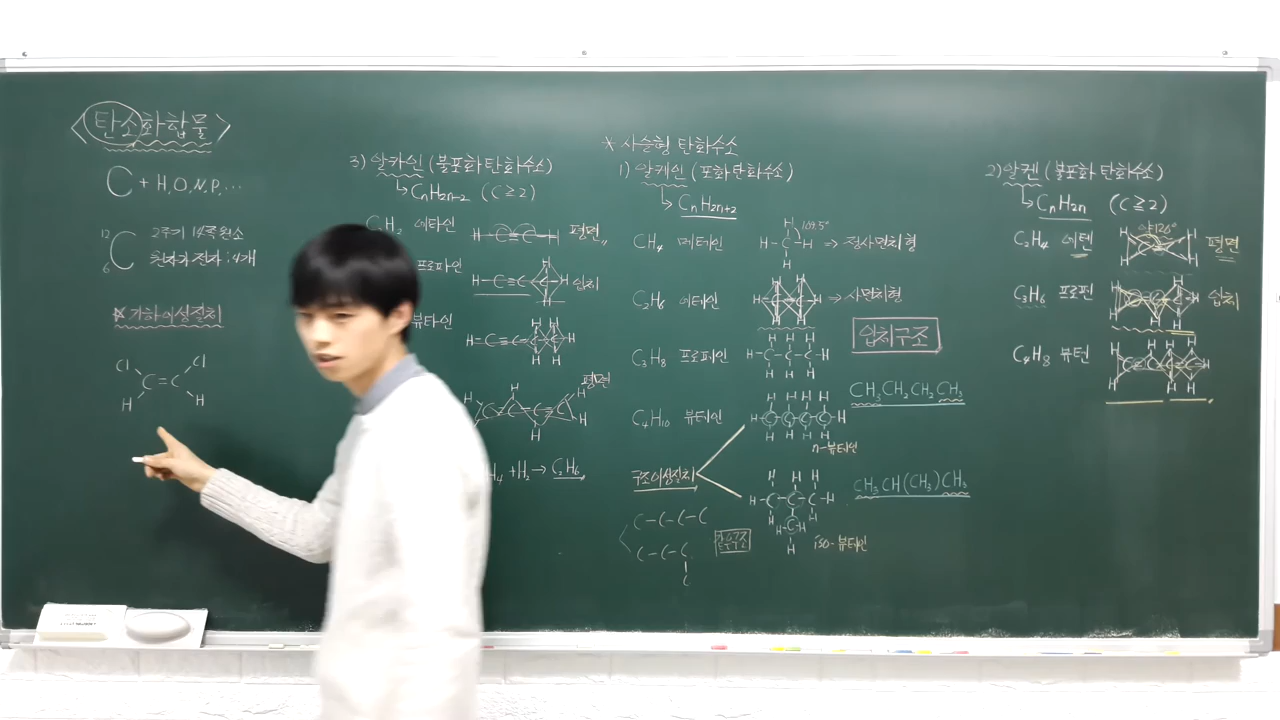 <탄소화합물>
C + H, O, N, P, ...
12 6 C 2주기 14족 원소
원자가 전자 : 4개
* 기하 이성질체
Cl Cl
C=C
H H
3) 알카인 (불포화 탄화수소)
CnH2n-2 (C≥2)
C2H2 에타인 H-C≡C-H 평면
프로파인 입체
뷰타인
평면
H4 + H2 → C2H6
* 사슬형 탄화수소
1) 알케인 (포화 탄화수소)
CnH2n+2
CH4 메테인 109.5° ⇒ 정사면체형
C2H6 에테인 ⇒ 사면체형
입체구조
C3H8 프로페인
C4H10 뷰테인 CH3CH2CH2CH3
n-뷰테인
구조 이성질체 CH3CH(CH3)CH3
iso-뷰테인
C-C-C-C
C-C-C
C
2) 알켄 (불포화 탄화수소)
CnH2n (C≥2)
C2H4 에텐 약 120° 평면
C3H6 프로펜 입체
C4H8 뷰텐